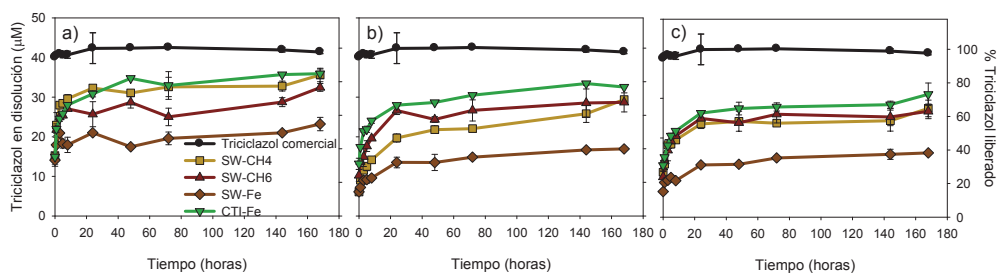 a)
b)
c)
Triciclazol en disolución (µM)
50
40
30
20
10
0
Triciclazol comercial
SW-CH4
SW-CH6
SW-Fe
CTI-Fe
% Triciclazol liberado
100
80
60
40
20
0
0 20 40 60 80 100 120 140 160 180
0 20 40 60 80 100 120 140 160 180
0 20 40 60 80 100 120 140 160 180
Tiempo (horas)
Tiempo (horas)
Tiempo (horas)